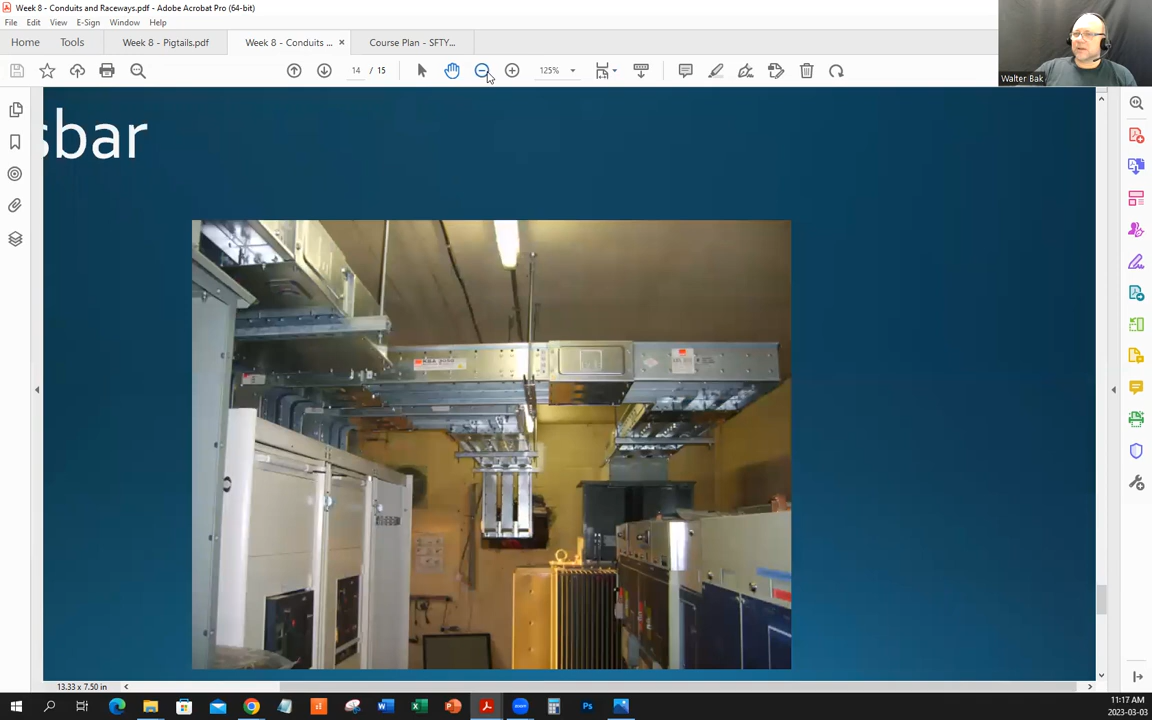 Week 8 - Conduits and Raceways.pdf - Adobe Acrobat Pro (64-bit)
File Edit View E-Sign Window Help
Home Tools Week 8 - Pigtails.pdf Week 8 - Conduits ... × Course Plan - SFTY...
14 / 15 125%
Walter Bak
sbar
13.33 x 7.50 in
11:17 AM
2023-03-03